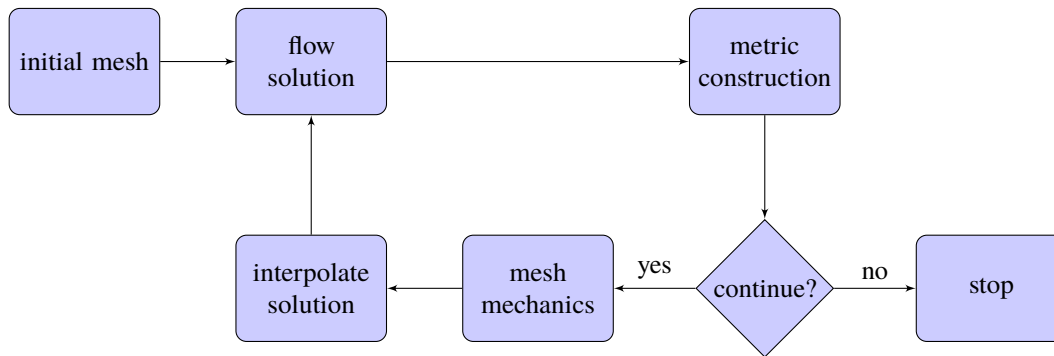 initial mesh
flow
solution
metric
construction
interpolate
solution
mesh
mechanics
yes
continue?
no
stop